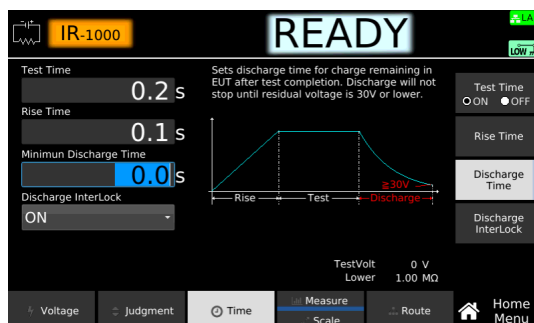 IR-1000
READY
LA
LOW
Test Time
0.2 s
Rise Time
0.1 s
Minimun Discharge Time
0.0 s
Discharge InterLock
ON
Sets discharge time for charge remaining in
EUT after test completion. Discharge will not
stop until residual voltage is 30V or lower.
≧30V
Rise
Test
Discharge
TestVolt 0 V
Lower 1.00 MΩ
Test Time
ON OFF
Rise Time
Discharge
Time
Discharge
InterLock
Voltage
Judgment
Time
Measure
Scale
Route
Home
Menu